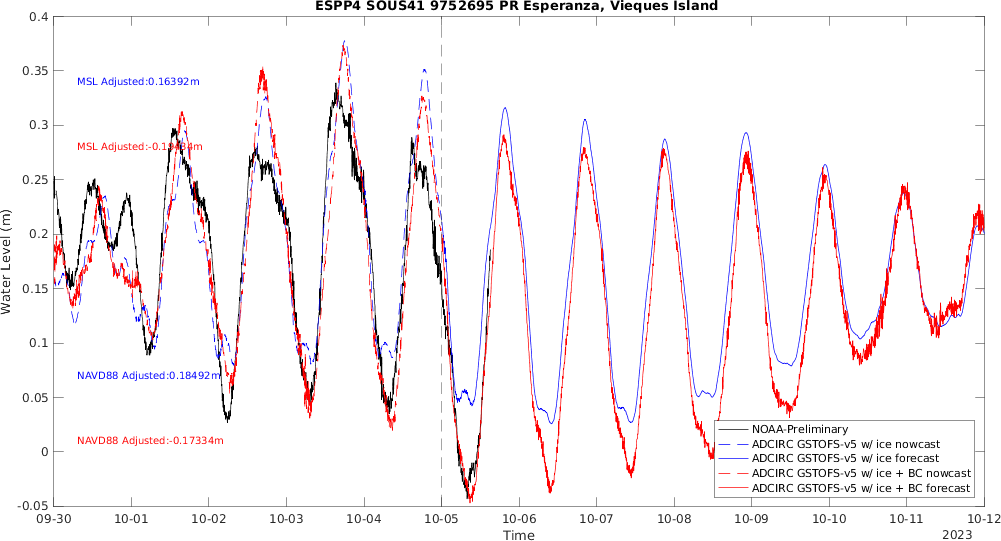 ESPP4 SOUS41 9752695 PR Esperanza, Vieques Island
0.4
0.35
0.3
0.25
0.2
0.15
0.1
0.05
0
-0.05
Water Level (m)
MSL Adjusted:0.16392m
NAVD88 Adjusted:0.18492m
NAVD88 Adjusted:-0.17334m
NOAA-Preliminary
ADCIRC GSTOFS-v5 w/ ice nowcast
ADCIRC GSTOFS-v5 w/ ice forecast
ADCIRC GSTOFS-v5 w/ ice + BC nowcast
ADCIRC GSTOFS-v5 w/ ice + BC forecast
09-30 10-01 10-02 10-03 10-04 10-05 10-06 10-07 10-08 10-09 10-10 10-11 10-12
Time
2023